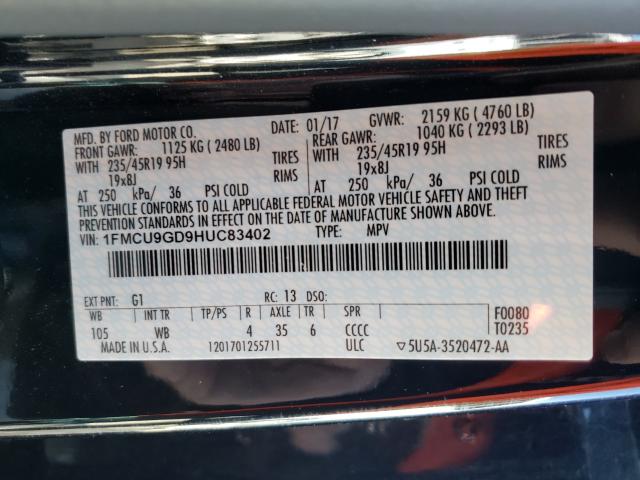 MFD. BY FORD MOTOR CO. DATE: 01/17 GVWR: 2159 KG ( 4760 LB)
FRONT GAWR: 1125 KG ( 2480 LB) REAR GAWR: 1040 KG ( 2293 LB)
WITH 235/45R19 95H TIRES WITH 235/45R19 95H TIRES
19x8J RIMS 19x8J RIMS
AT 250 kPa/ 36 PSI COLD AT 250 kPa/ 36 PSI COLD
THIS CONFORMS TO ALL APPLICABLE FEDERAL MOTOR VEHICLE SAFETY AND THEFT
PREVENTION STANDARDS IN EFFECT ON THE DATE OF MANUFACTURE SHOWN ABOVE.
VIN: 1FMCU9GD9HUC83402 TYPE: MPV
EXT PNT: G1 RC: 13 DSO:
WB INT TR TP/PS R AXLE TR SPR F0080
105 WB 4 35 6 CCCC T0235
MADE IN U.S.A. 1201701255711 ULC ▽5U5A-3520472-AA